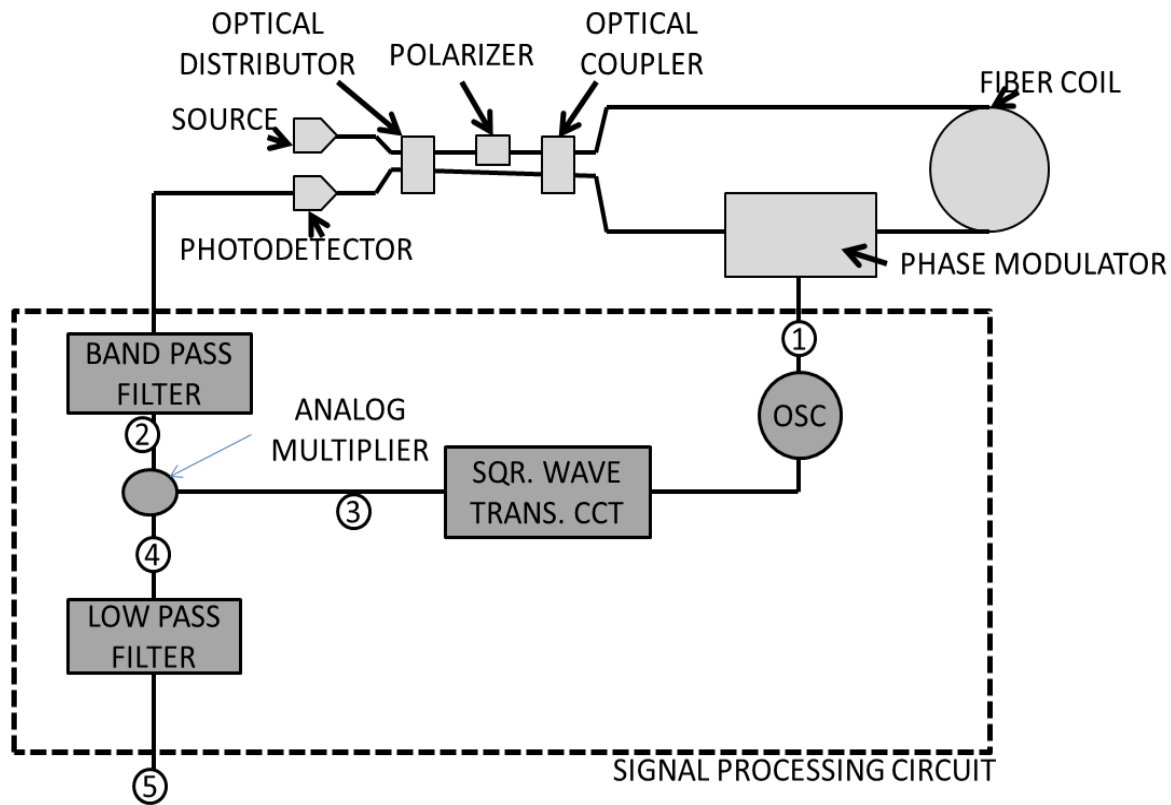 OPTICAL
DISTRIBUTOR
POLARIZER
OPTICAL
COUPLER
FIBER COIL
SOURCE
PHOTODETECTOR
PHASE MODULATOR
1
BAND PASS
FILTER
OSC
2
ANALOG
MULTIPLIER
SQR. WAVE
TRANS. CCT
3
4
LOW PASS
FILTER
5
SIGNAL PROCESSING CIRCUIT